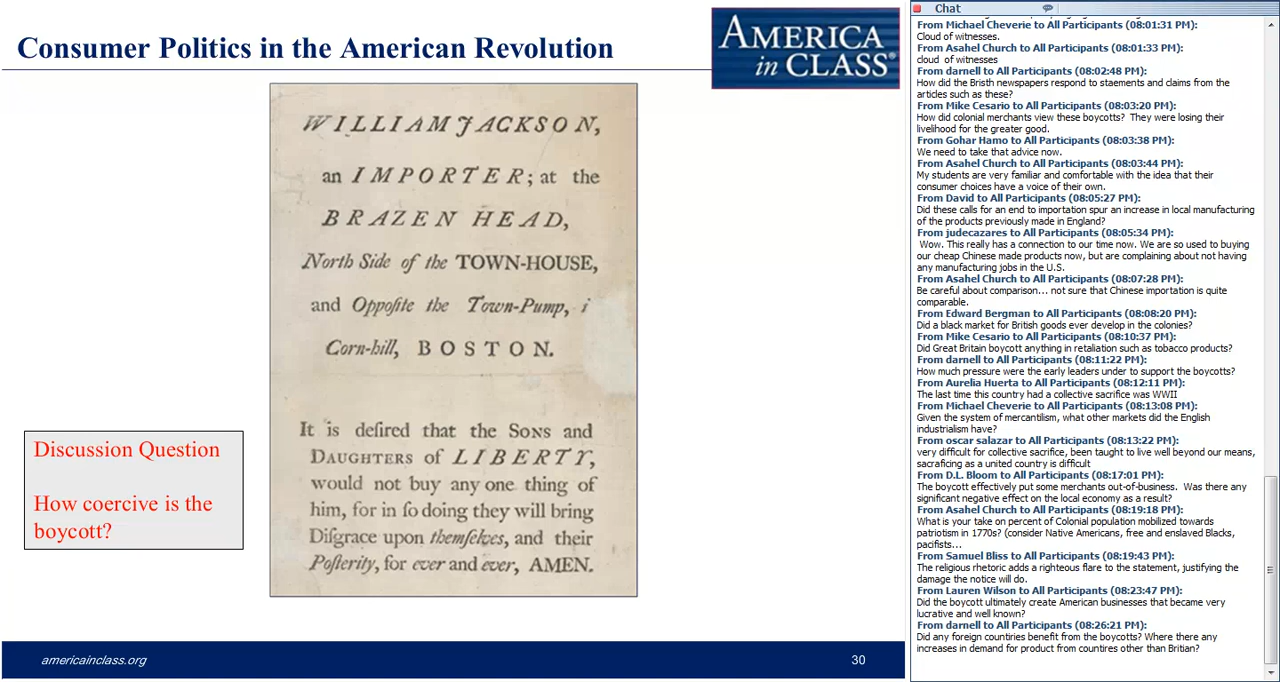 Consumer Politics in the American Revolution
AMERICA
in CLASS®
WILLIAM JACKSON,
an IMPORTER; at the
BRAZEN HEAD,
North Side of the TOWN-HOUSE,
and Opposite the Town-Pump, i
Corn-hill, BOSTON.
It is desired that the SONS and
DAUGHTERS of LIBERTY,
would not buy any one thing of
him, for in so doing they will bring
Disgrace upon themselves, and their
Posterity, for ever and ever, AMEN.
Discussion Question
How coercive is the
boycott?
americainclass.org
30
Chat
From Michael Cheverie to All Participants (08:01:31 PM):
Cloud of witnesses.
From Asahel Church to All Participants (08:01:33 PM):
cloud of witnesses
From darnell to All Participants (08:02:48 PM):
How did the Bristh newspapers respond to staements and claims from the
articles such as these?
From Mike Cesario to All Participants (08:03:20 PM):
How did colonial merchants view these boycotts? They were losing their
livelihood for the greater good.
From Gohar Hamo to All Participants (08:03:38 PM):
We need to take that advice now.
From Asahel Church to All Participants (08:03:44 PM):
My students are very familiar and comfortable with the idea that their
consumer choices have a voice of their own.
From David to All Participants (08:05:27 PM):
Did these calls for an end to importation spur an increase in local manufacturing
of the products previously made in England?
From judecazares to All Participants (08:05:34 PM):
Wow. This really has a connection to our time now. We are so used to buying
our cheap Chinese made products now, but are complaining about not having
any manufacturing jobs in the U.S.
From Asahel Church to All Participants (08:07:28 PM):
Be careful about comparison... not sure that Chinese importation is quite
comparable.
From Edward Bergman to All Participants (08:08:20 PM):
Did a black market for British goods ever develop in the colonies?
From Mike Cesario to All Participants (08:10:37 PM):
Did Great Britain boycott anything in retaliation such as tobacco products?
From darnell to All Participants (08:11:22 PM):
How much pressure were the early leaders under to support the boycotts?
From Aurelia Huerta to All Participants (08:12:11 PM):
The last time this country had a collective sacrifice was WWII
From Michael Cheverie to All Participants (08:13:08 PM):
Given the system of mercantilism, what other markets did the English
industrialism have?
From oscar salazar to All Participants (08:13:22 PM):
very difficult for collective sacrifice, been taught to live well beyond our means,
sacraficing as a united country is difficult
From D.L. Bloom to All Participants (08:17:01 PM):
The boycott effectively put some merchants out-of-business. Was there any
significant negative effect on the local economy as a result?
From Asahel Church to All Participants (08:19:18 PM):
What is your take on percent of Colonial population mobilized towards
patriotism in 1770s? (consider Native Americans, free and enslaved Blacks,
pacifists...
From Samuel Bliss to All Participants (08:19:43 PM):
The religious rhetoric adds a righteous flare to the statement, justifying the
damage the notice will do.
From Lauren Wilson to All Participants (08:23:47 PM):
Did the boycott ultimately create American businesses that became very
lucrative and well known?
From darnell to All Participants (08:26:21 PM):
Did any foreign countiries benefit from the boycotts? Where there any
increases in demand for product from countires other than Britian?